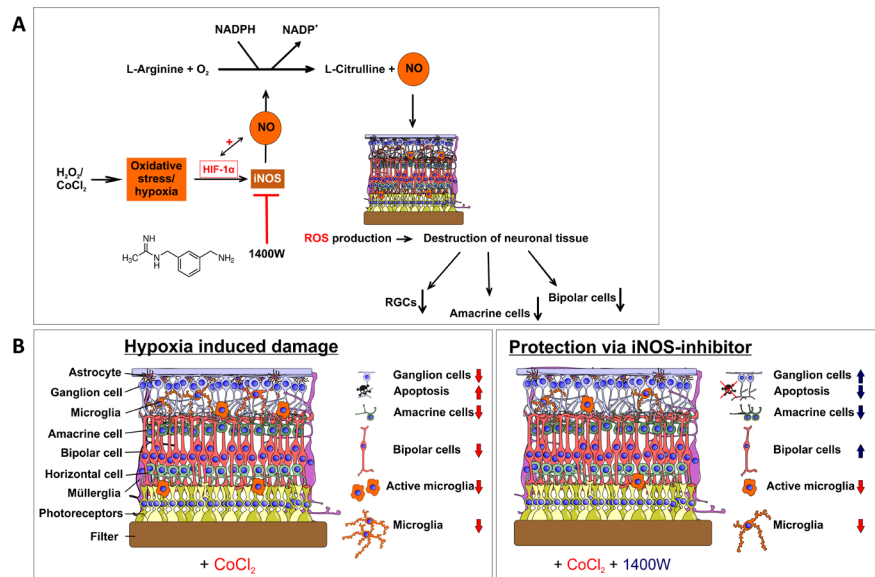 A
NADPH
NADP⁺
L-Arginine + O₂
L-Citrulline +
NO
NO
+
H₂O₂/
CoCl₂
Oxidative
stress/
hypoxia
HIF-1α
iNOS
1400W
NH
H₃C
N
H
NH₂
ROS production
Destruction of neuronal tissue
RGCs
Amacrine cells
Bipolar cells
B
Hypoxia induced damage
Astrocyte
Ganglion cell
Microglia
Amacrine cell
Bipolar cell
Horizontal cell
Müllerglia
Photoreceptors
Filter
+ CoCl₂
Ganglion cells
Apoptosis
Amacrine cells
Bipolar cells
Active microglia
Microglia
Protection via iNOS-inhibitor
+ CoCl₂ + 1400W
Ganglion cells
Apoptosis
Amacrine cells
Bipolar cells
Active microglia
Microglia